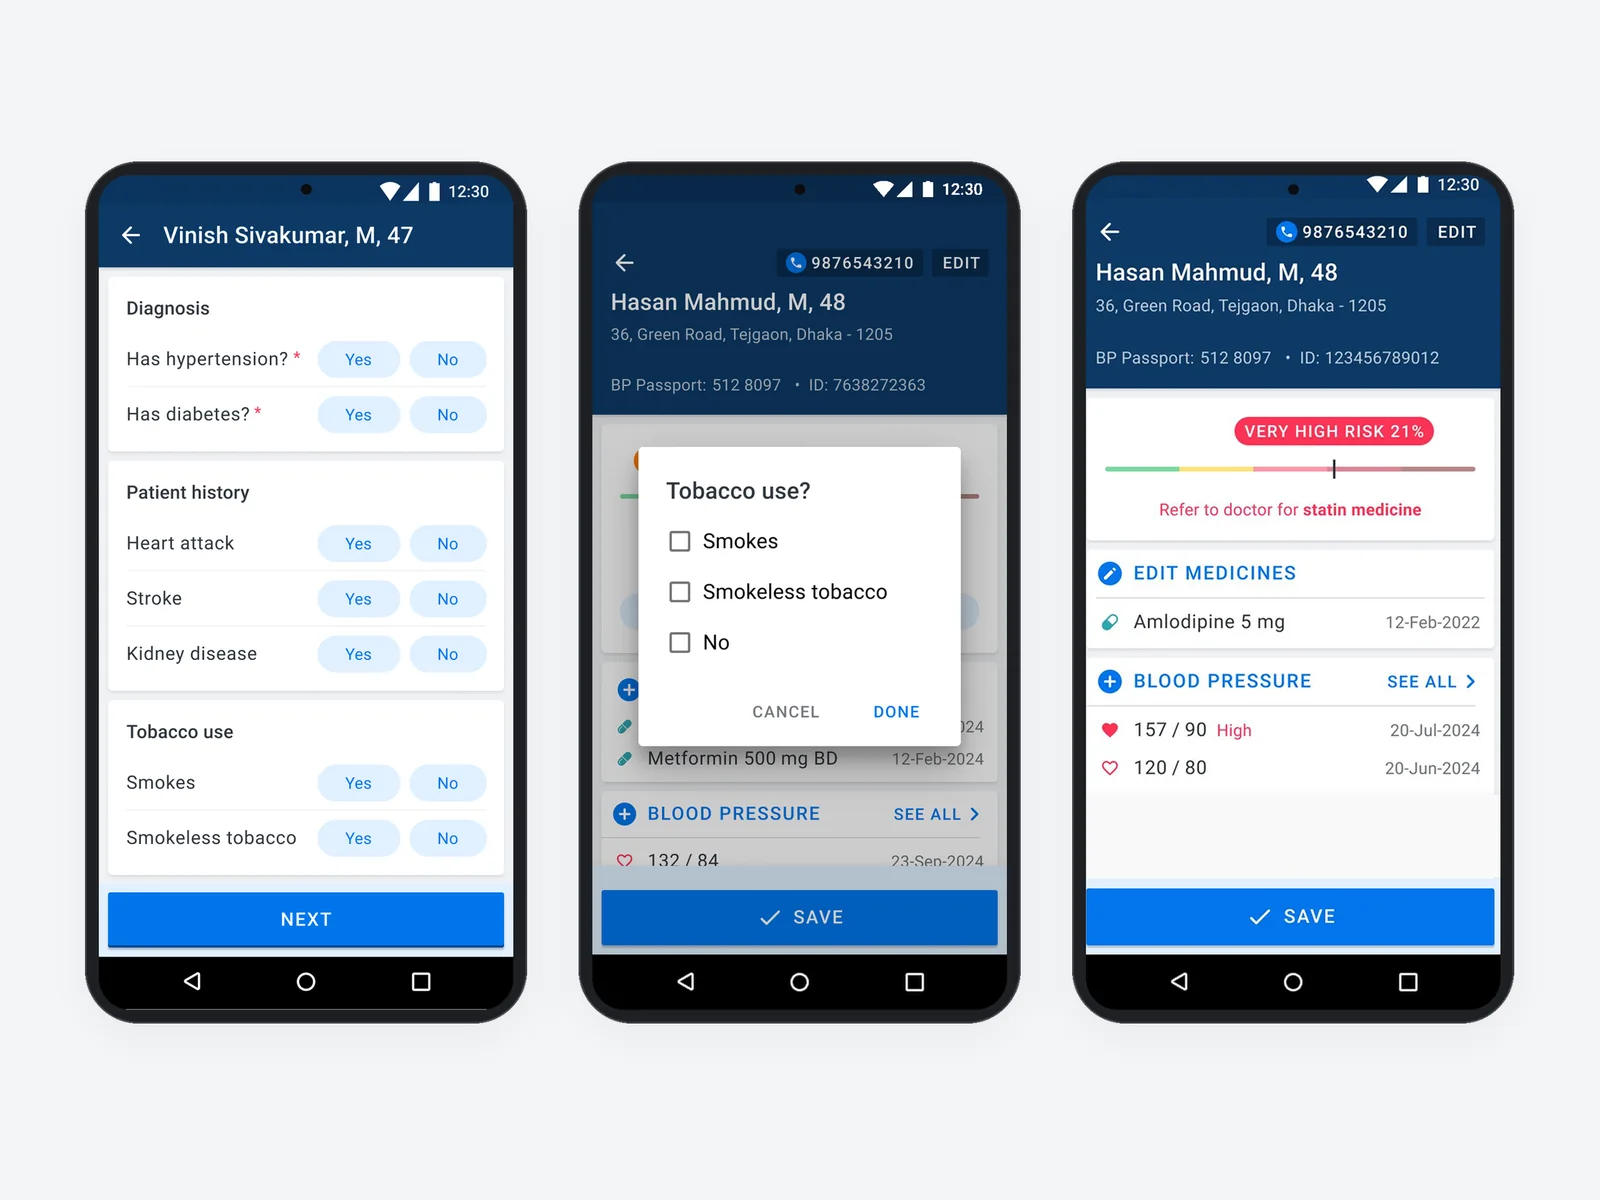 12:30
Vinish Sivakumar, M, 47
Diagnosis
Has hypertension? * Yes No
Has diabetes? * Yes No
Patient history
Heart attack Yes No
Stroke Yes No
Kidney disease Yes No
Tobacco use
Smokes Yes No
Smokeless tobacco Yes No
NEXT
12:30
9876543210 EDIT
Hasan Mahmud, M, 48
36, Green Road, Tejgaon, Dhaka - 1205
BP Passport: 512 8097 • ID: 7638272363
Tobacco use?
Smokes
Smokeless tobacco
No
CANCEL DONE
024
Metformin 500 mg BD 12-Feb-2024
BLOOD PRESSURE SEE ALL
132 / 84 23-Sep-2024
SAVE
12:30
9876543210 EDIT
Hasan Mahmud, M, 48
36, Green Road, Tejgaon, Dhaka - 1205
BP Passport: 512 8097 • ID: 123456789012
VERY HIGH RISK 21%
Refer to doctor for statin medicine
EDIT MEDICINES
Amlodipine 5 mg 12-Feb-2022
BLOOD PRESSURE SEE ALL
157 / 90 High 20-Jul-2024
120 / 80 20-Jun-2024
SAVE